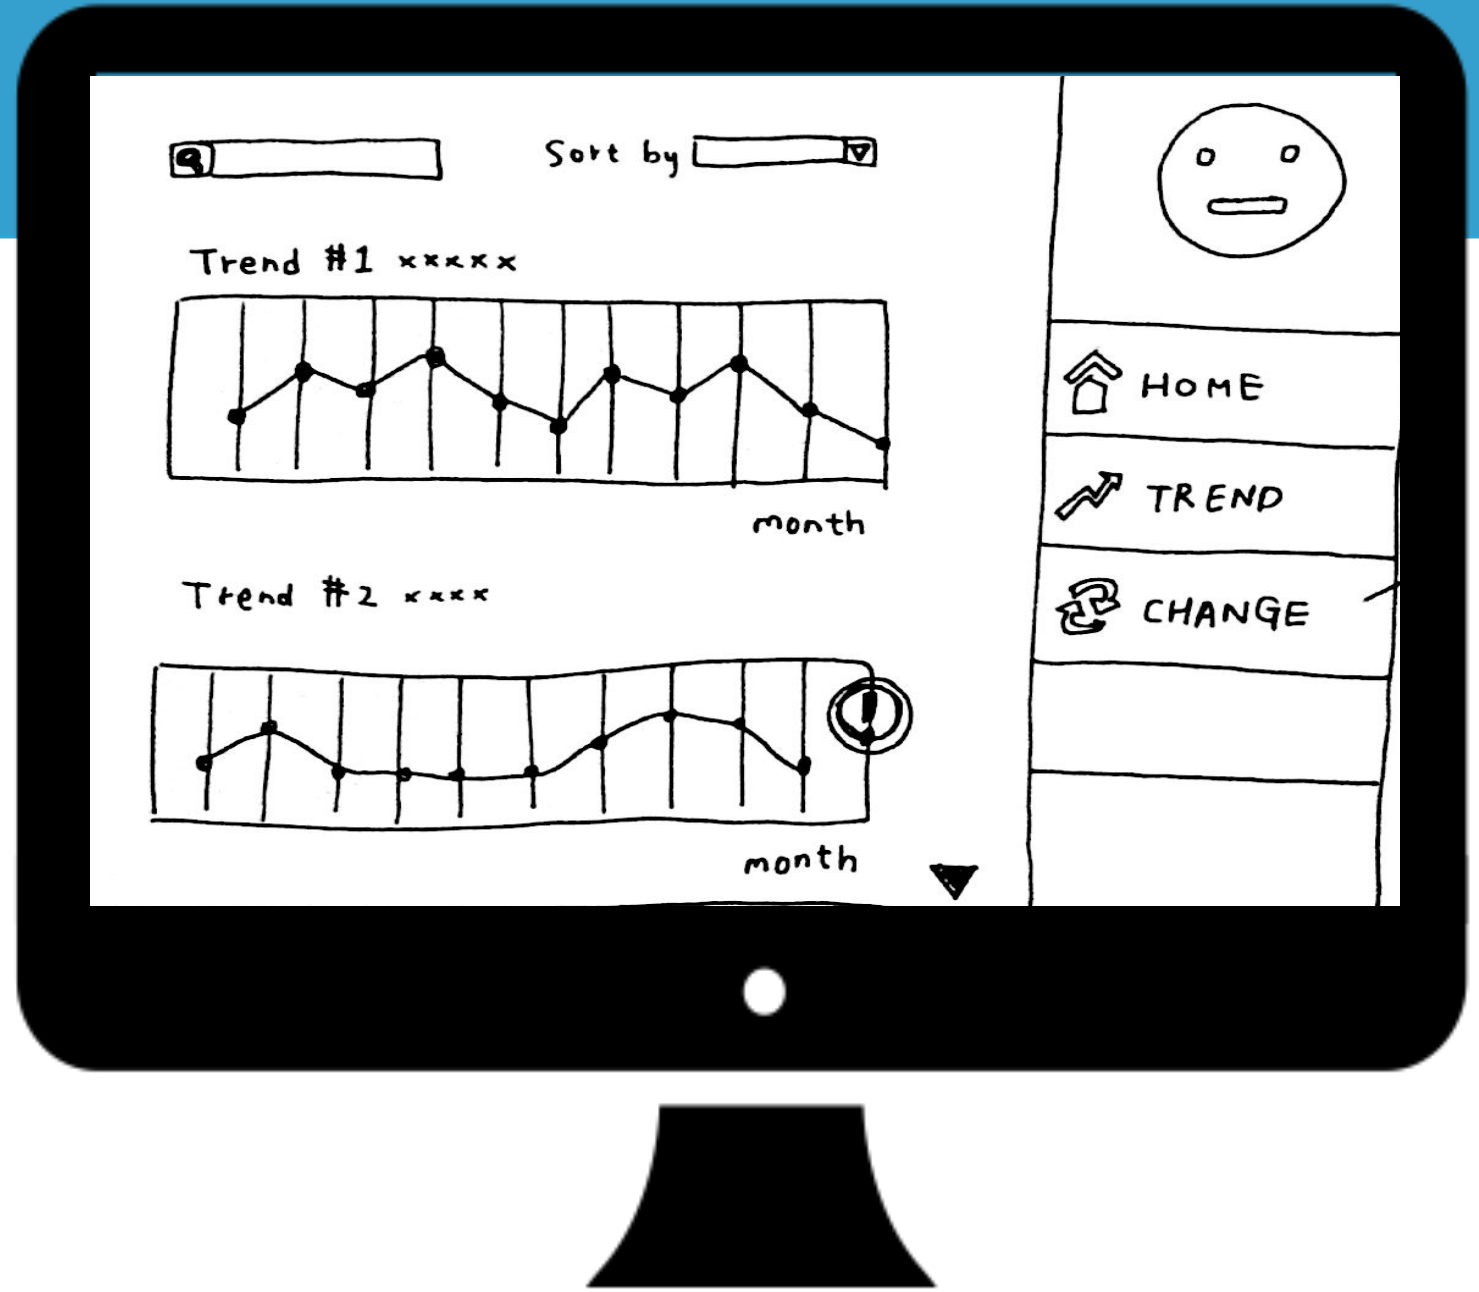 Sort by
Trend #1 xxxxx
month
Trend #2 xxxx
month
HOME
TREND
CHANGE